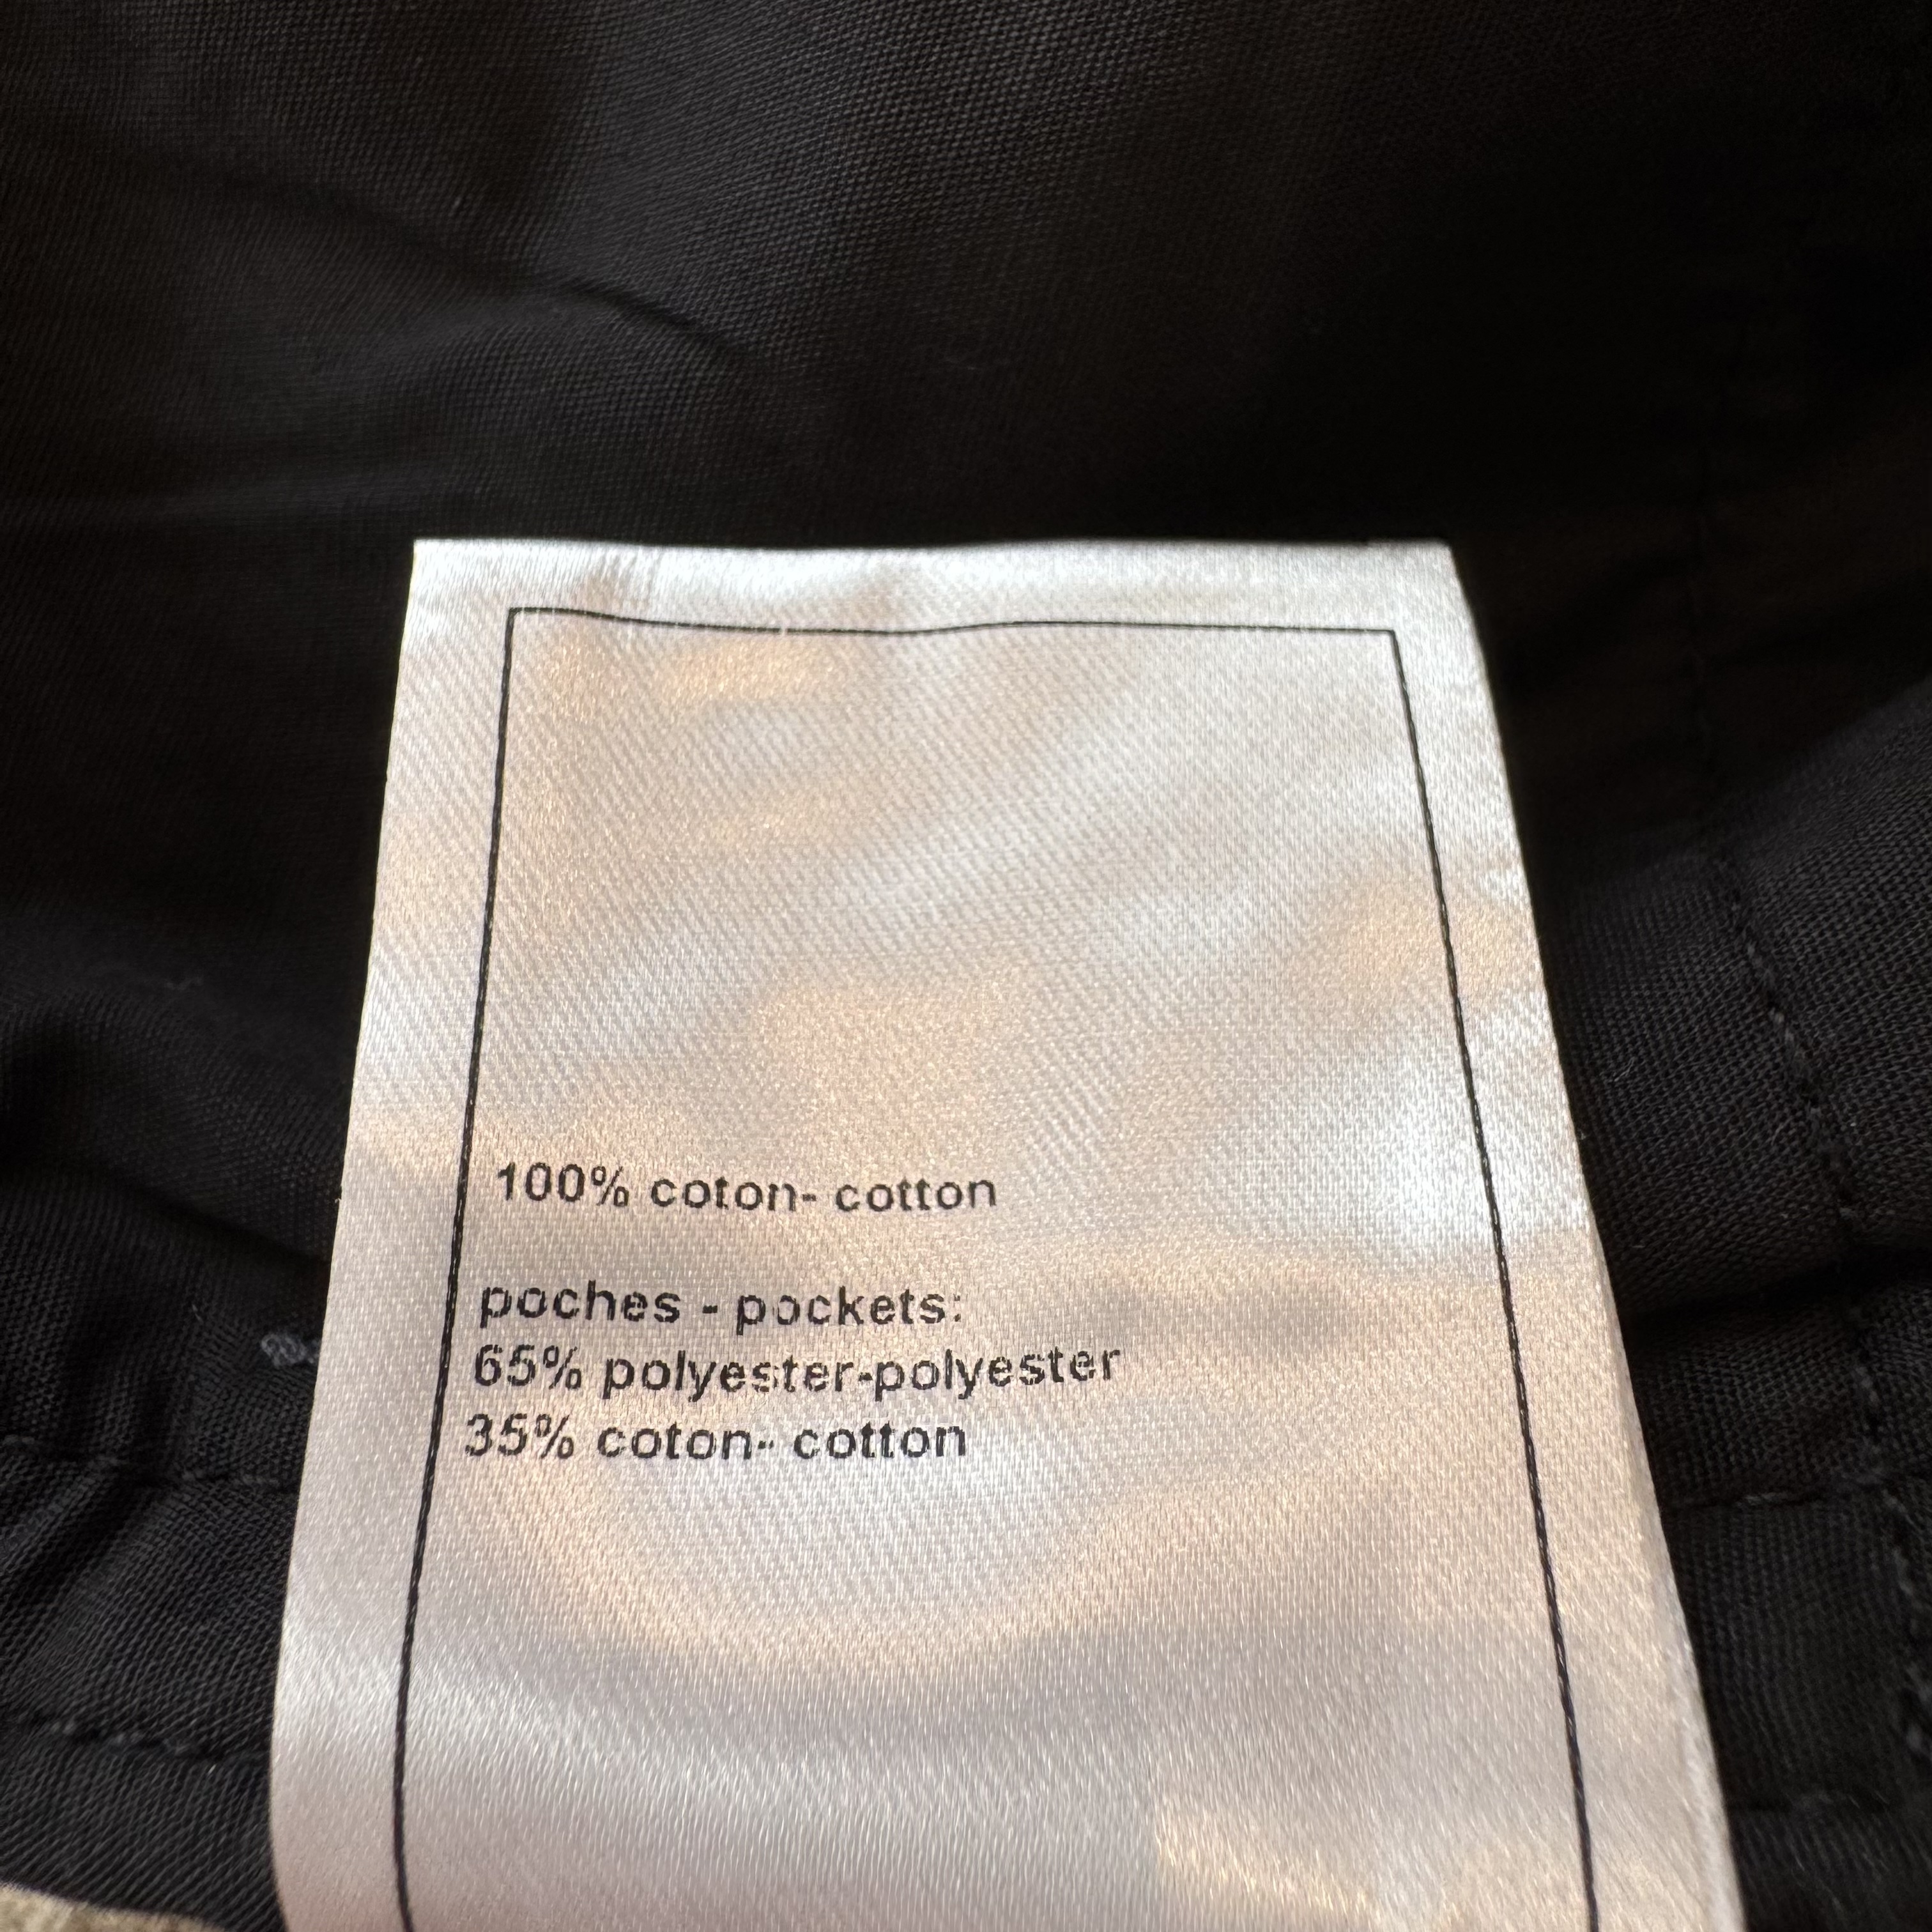 100% coton- cotton
poches - pockets:
65% polyester-polyester
35% coton- cotton